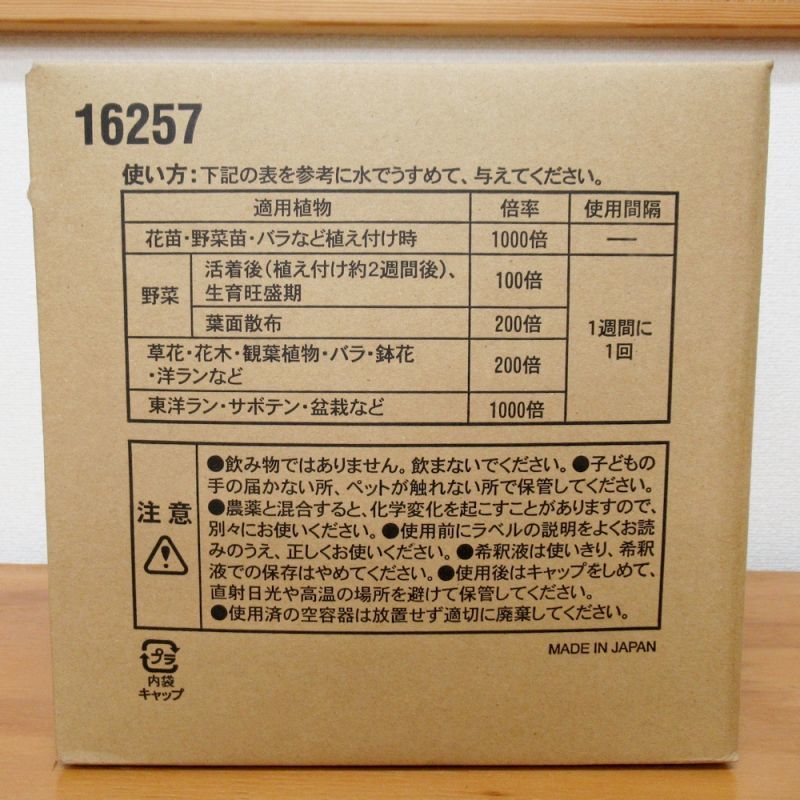 16257
使い方:下記の表を参考に水でうすめて、与えてください。
適用植物 倍率 使用間隔
花苗・野菜苗・バラなど植え付け時 1000倍 ―
野菜
活着後(植え付け約2週間後)、
生育旺盛期
100倍
葉面散布 200倍
草花・花木・観葉植物・バラ・鉢花
・洋ランなど
200倍
東洋ラン・サボテン・盆栽など 1000倍
1週間に
1回
注意
●飲み物ではありません。飲まないでください。●子どもの
手の届かない所、ペットが触れない所で保管してください。
●農薬と混合すると、化学変化を起こすことがありますので、
別々にお使いください。●使用前にラベルの説明をよくお読
みのうえ、正しくお使いください。●希釈液は使いきり、希釈
液での保存はやめてください。●使用後はキャップをしめて、
直射日光や高温の場所を避けて保管してください。
●使用済の空容器は放置せず適切に廃棄してください。
プラ
内袋
キャップ
MADE IN JAPAN